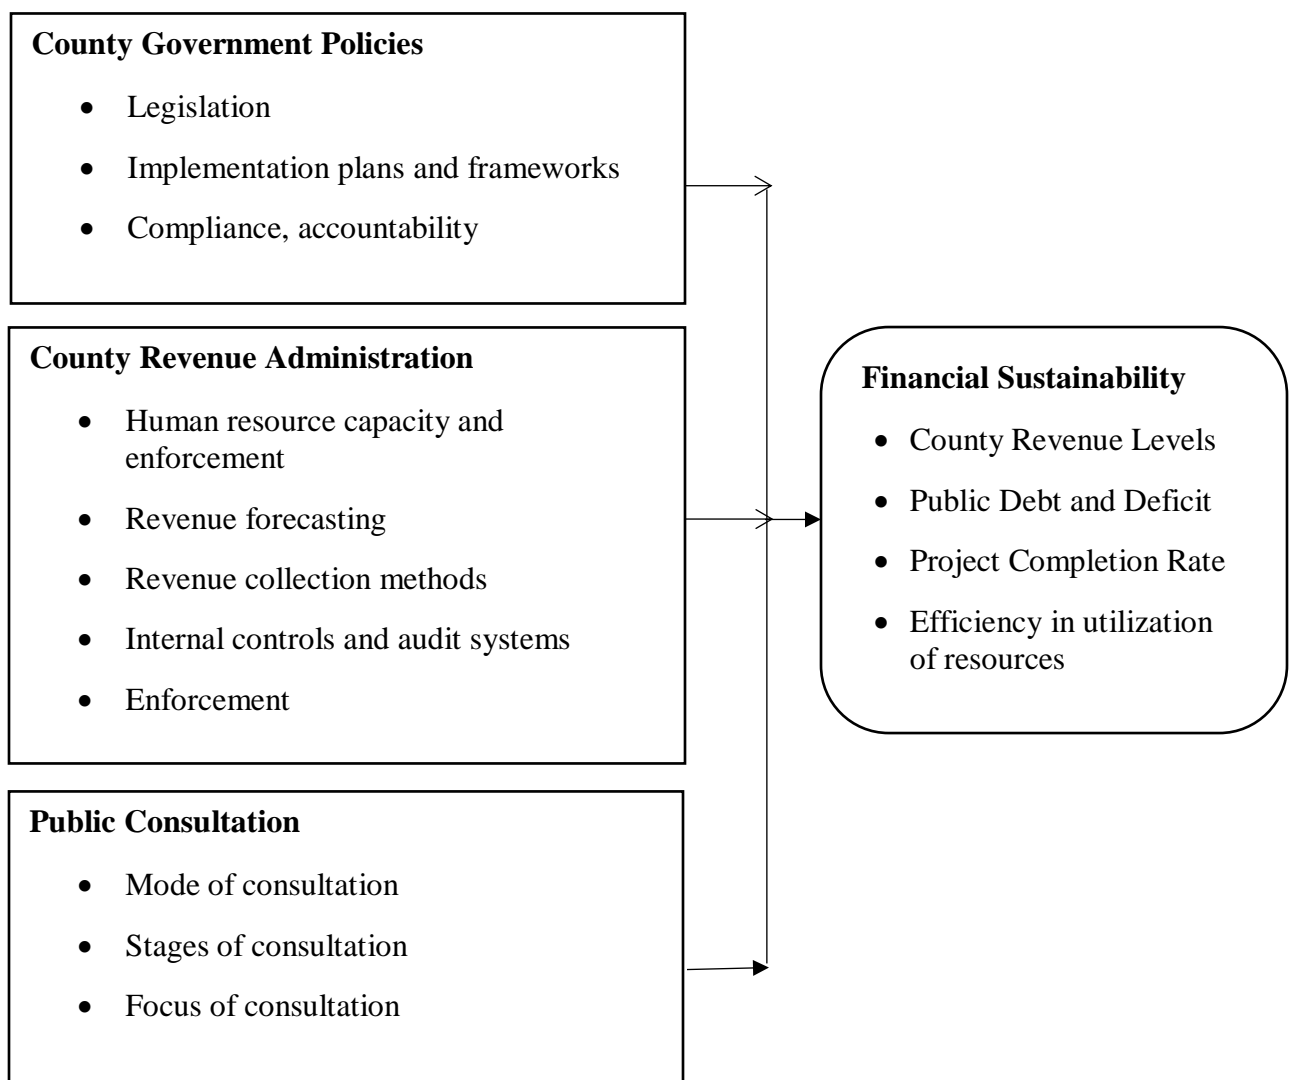 County Government Policies
• Legislation
• Implementation plans and frameworks
• Compliance, accountability
County Revenue Administration
• Human resource capacity and
enforcement
• Revenue forecasting
• Revenue collection methods
• Internal controls and audit systems
• Enforcement
Public Consultation
• Mode of consultation
• Stages of consultation
• Focus of consultation
Financial Sustainability
• County Revenue Levels
• Public Debt and Deficit
• Project Completion Rate
• Efficiency in utilization
of resources